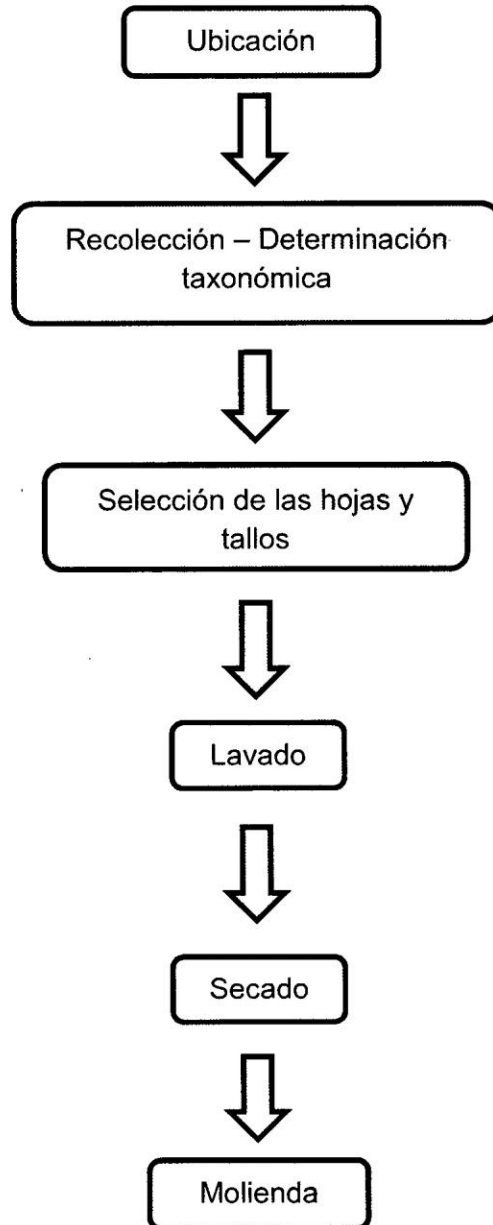 Ubicación
Recolección – Determinación
taxonómica
Selección de las hojas y
tallos
Lavado
Secado
Molienda